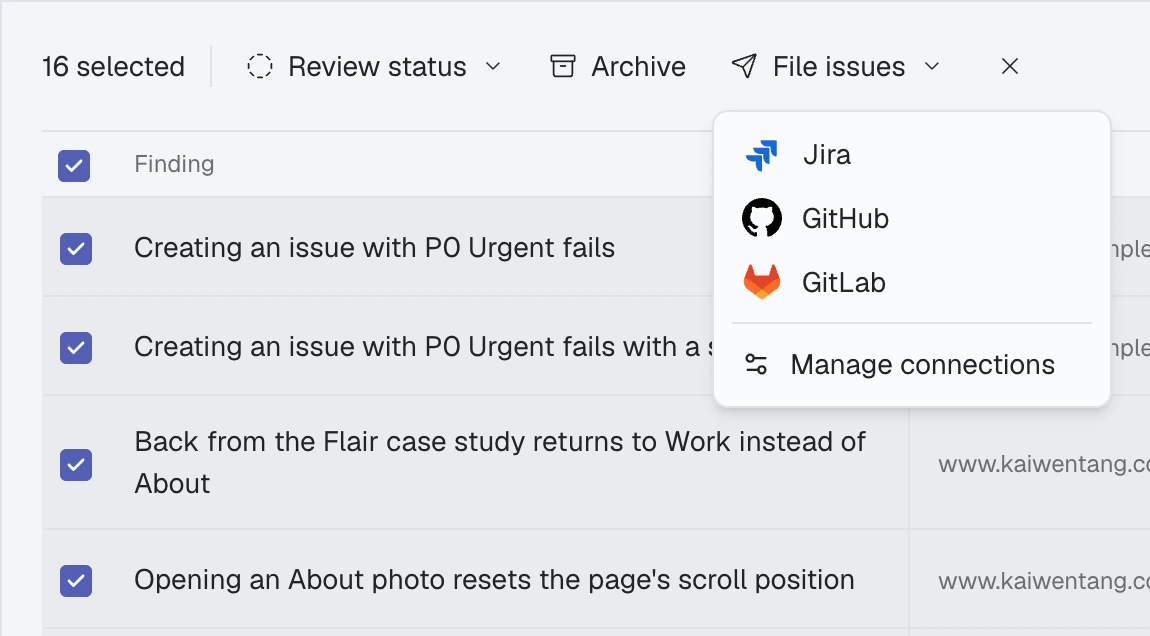 16 selected
Review status
Archive
File issues
Jira
GitHub
GitLab
Manage connections
Finding
Creating an issue with P0 Urgent fails
Creating an issue with P0 Urgent fails with a
Back from the Flair case study returns to Work instead of
About
www.kaiwentang.co
Opening an About photo resets the page's scroll position
www.kaiwentang.co